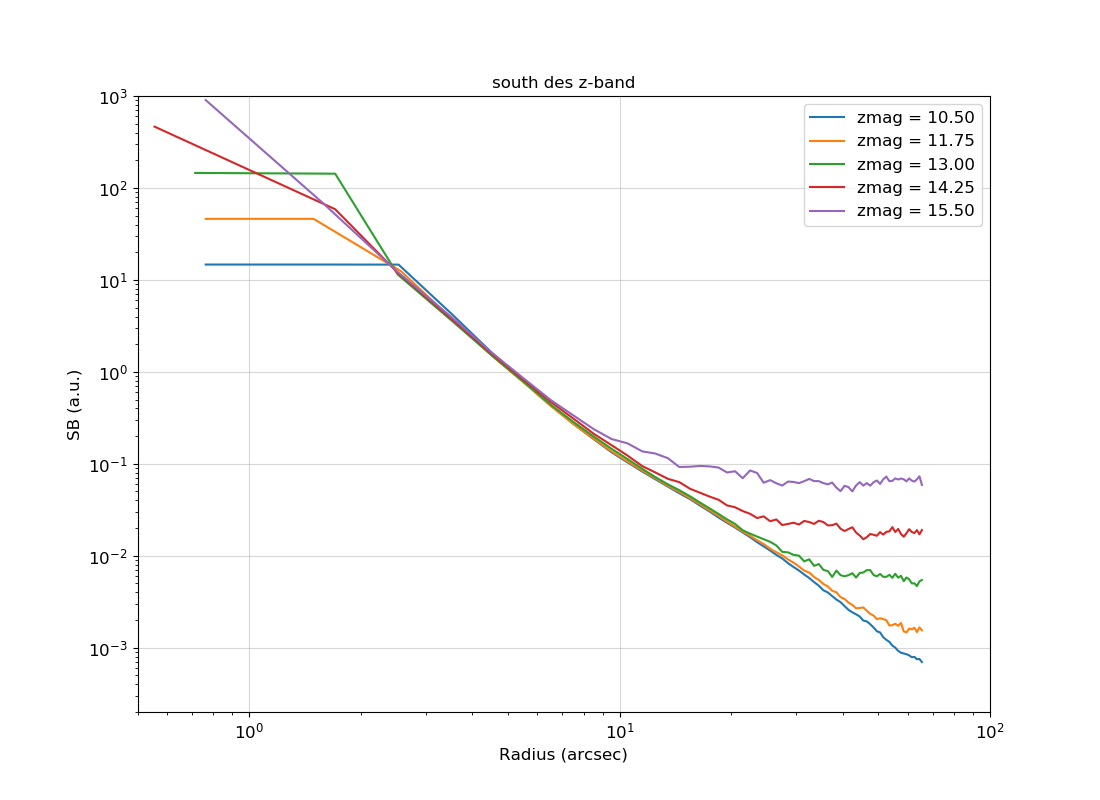 south des z-band
10³
10²
10¹
10⁰
10⁻¹
10⁻²
10⁻³
SB (a.u.)
zmag = 10.50
zmag = 11.75
zmag = 13.00
zmag = 14.25
zmag = 15.50
10⁰ 10¹ 10²
Radius (arcsec)